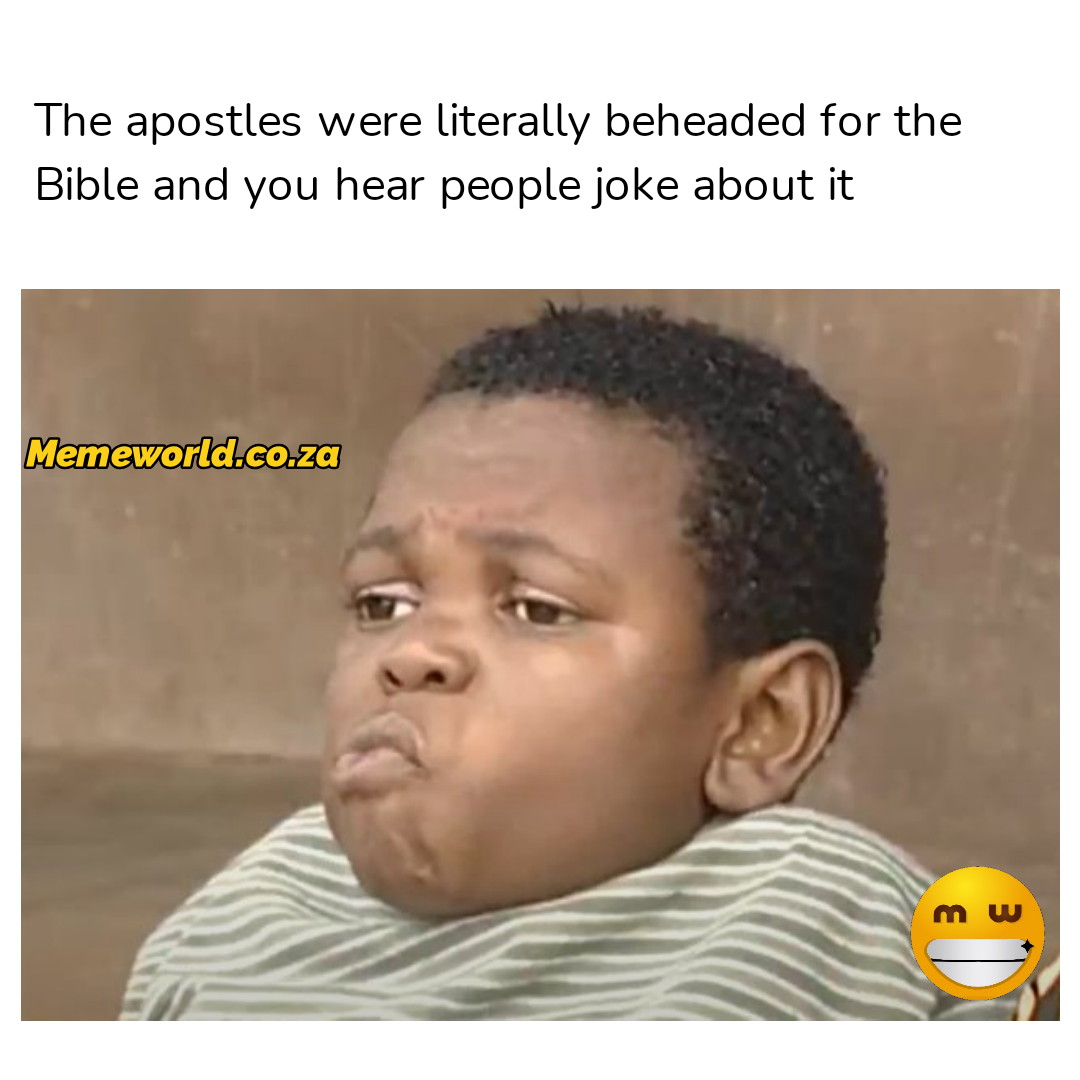 The apostles were literally beheaded for the
Bible and you hear people joke about it
Memeworld.co.za
m w